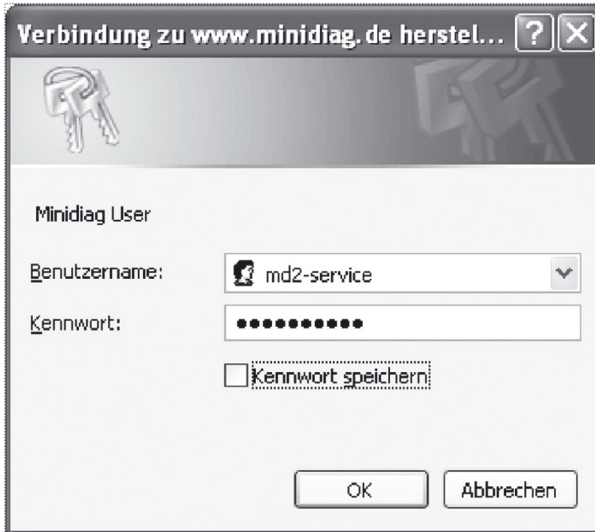 Verbindung zu www.minidiag.de herstel...
Minidiag User
Benutzername:
md2-service
Kennwort:
••••••••••
Kennwort speichern
OK
Abbrechen